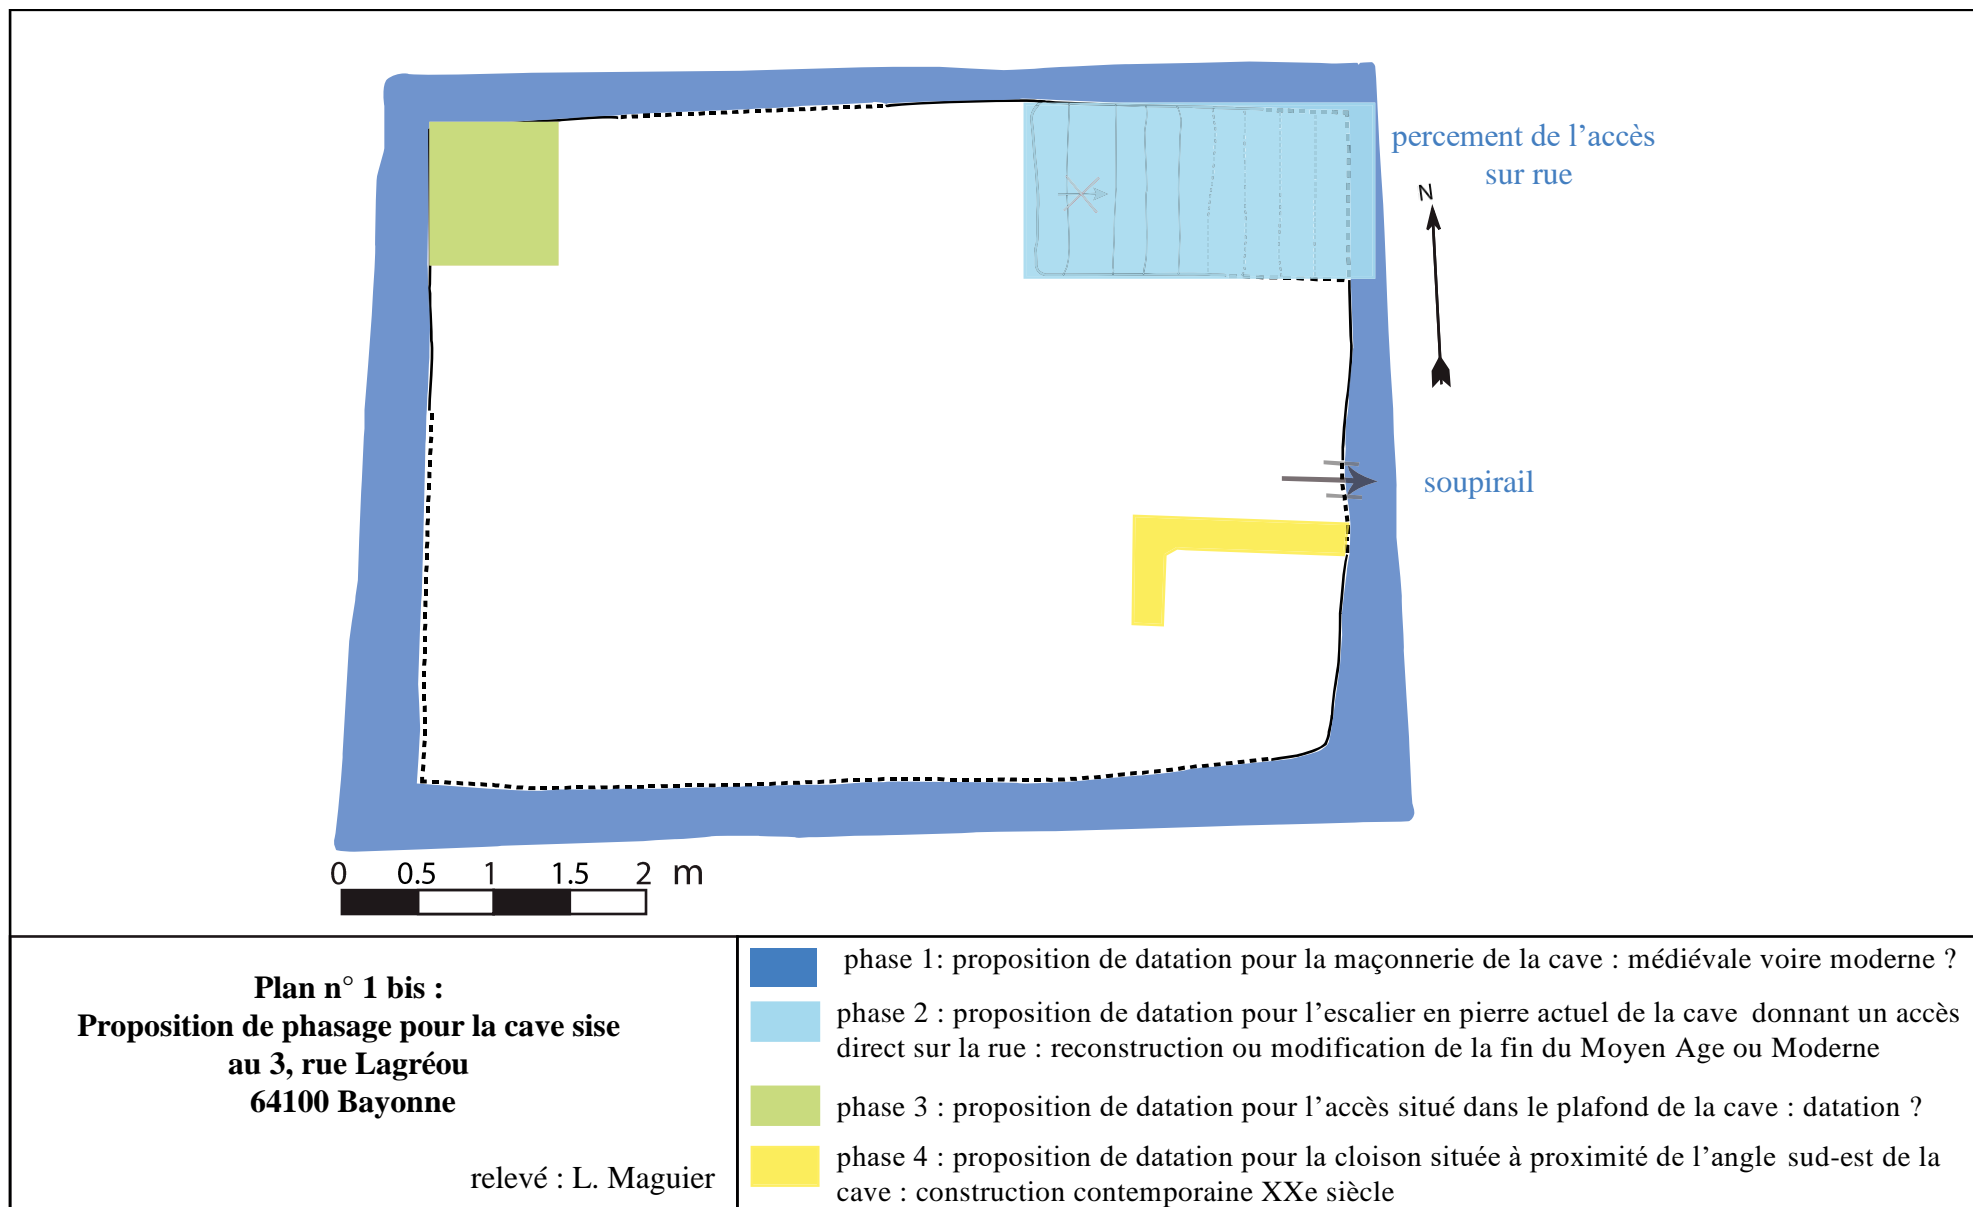 percement de l’accès
sur rue
N
soupirail
0 0.5 1 1.5 2 m
Plan n° 1 bis :
Proposition de phasage pour la cave sise
au 3, rue Lagréou
64100 Bayonne
relevé : L. Maguier
phase 1: proposition de datation pour la maçonnerie de la cave : médiévale voire moderne ?
phase 2 : proposition de datation pour l’escalier en pierre actuel de la cave donnant un accès
direct sur la rue : reconstruction ou modification de la fin du Moyen Age ou Moderne
phase 3 : proposition de datation pour l’accès situé dans le plafond de la cave : datation ?
phase 4 : proposition de datation pour la cloison située à proximité de l’angle sud-est de la
cave : construction contemporaine XXe siècle